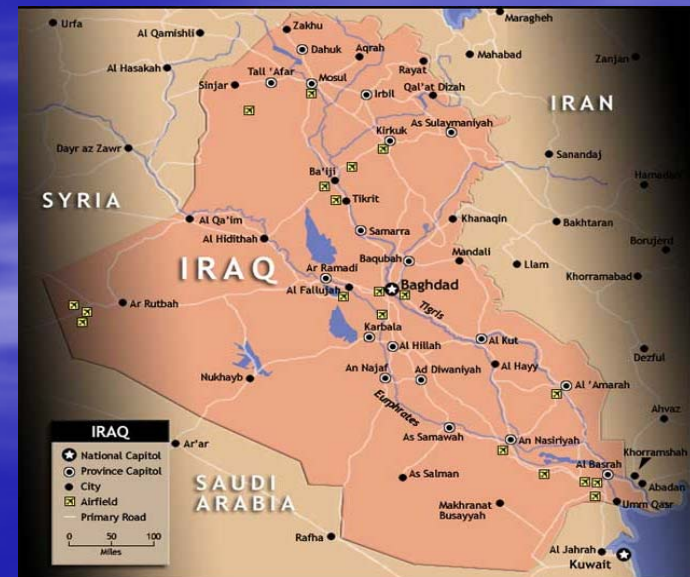 Urfa
Al Qamishli
Zakhu
Maragheh
Dahuk
Aqrah
Mahabad
Zanjan
Al Hasakah
Tall 'Afar
Mosul
Rayat
Sinjar
Irbil
Qal'at Dizah
IRAN
As Sulaymaniyah
Kirkuk
Dayr az Zawr
Sanandaj
Ba'iji
Hamadan
SYRIA
Tikrit
Al Qa'im
Khanaqin
Bakhtaran
Al Hidithah
Samarra
Borujerd
IRAQ
Baqubah
Mandali
Llam
Ar Ramadi
Khorramabad
Al Fallujah
Baghdad
Ar Rutbah
Tigris
Karbala
Al Kut
Al Hillah
Dezful
An Najaf
Ad Diwaniyah
Al Hayy
Nukhayb
Al 'Amarah
Eurphrates
Ahvaz
As Samawah
An Nasiriyah
Ar'ar
Khorramshah
Al Basrah
SAUDI
ARABIA
As Salman
Abadan
Makhranat
Busayyah
Umm Qasr
Rafha
Al Jahrah
Kuwait
IRAQ
National Capitol
Province Capitol
City
Airfield
Primary Road
0 50 100
Miles